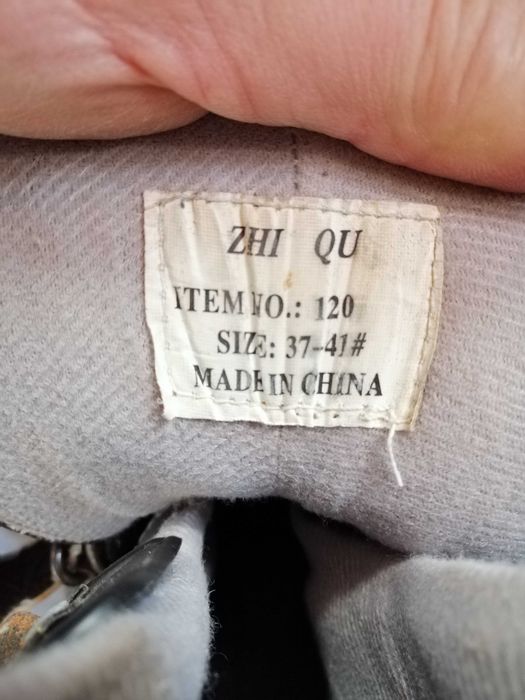 ZHI QU
ITEM NO.: 120
SIZE: 37-41#
MADE IN CHINA